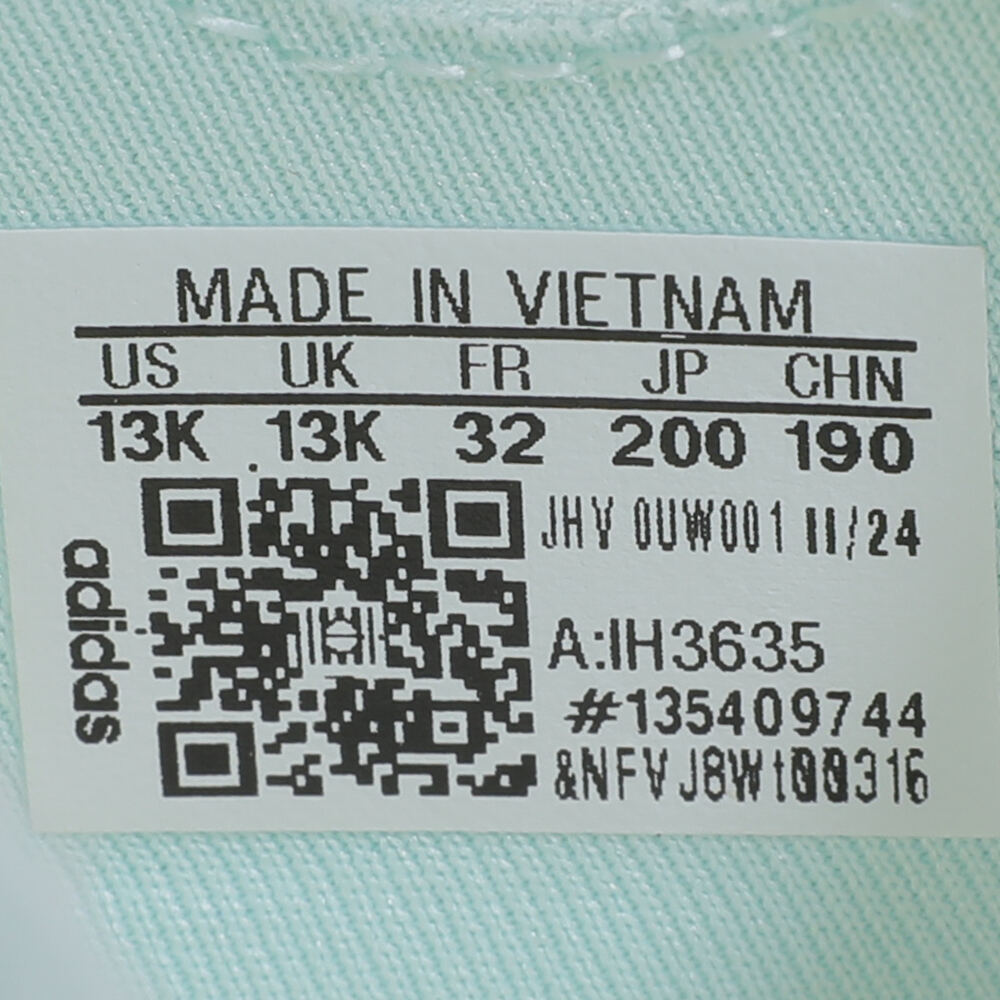 MADE IN VIETNAM
US UK FR JP CHN
13K 13K 32 200 190
JHV 0UW001 11/24
adidas
A:IH3635
#135409744